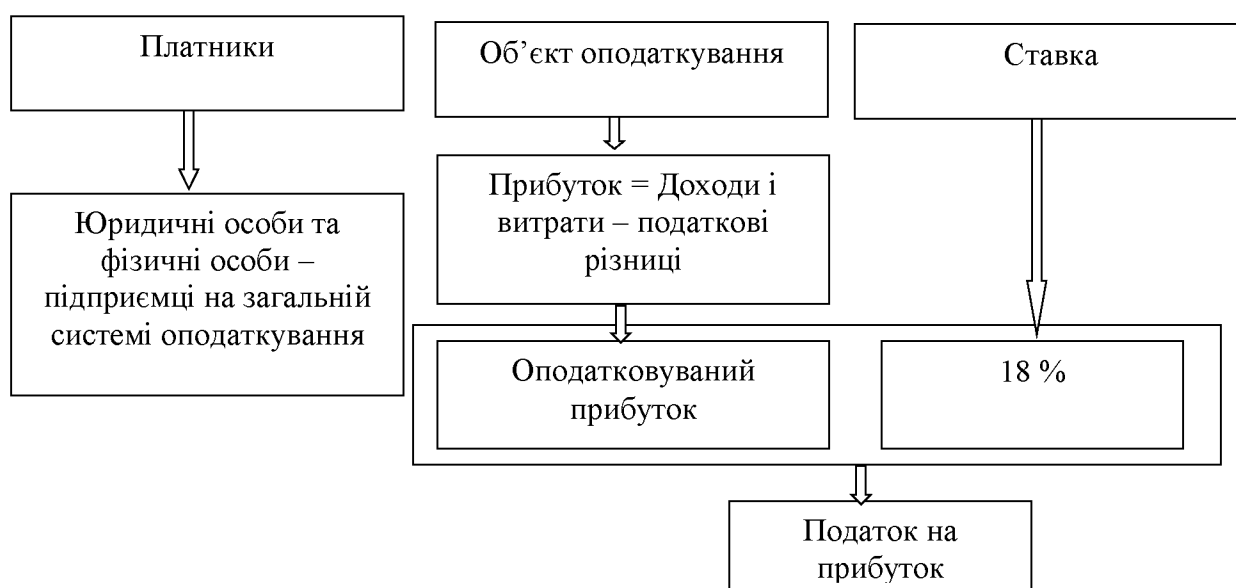 Платники
Об’єкт оподаткування
Ставка
Юридичні особи та
фізичні особи –
підприємці на загальній
системі оподаткування
Прибуток = Доходи і
витрати – податкові
різниці
Оподатковуваний
прибуток
18 %
Податок на
прибуток